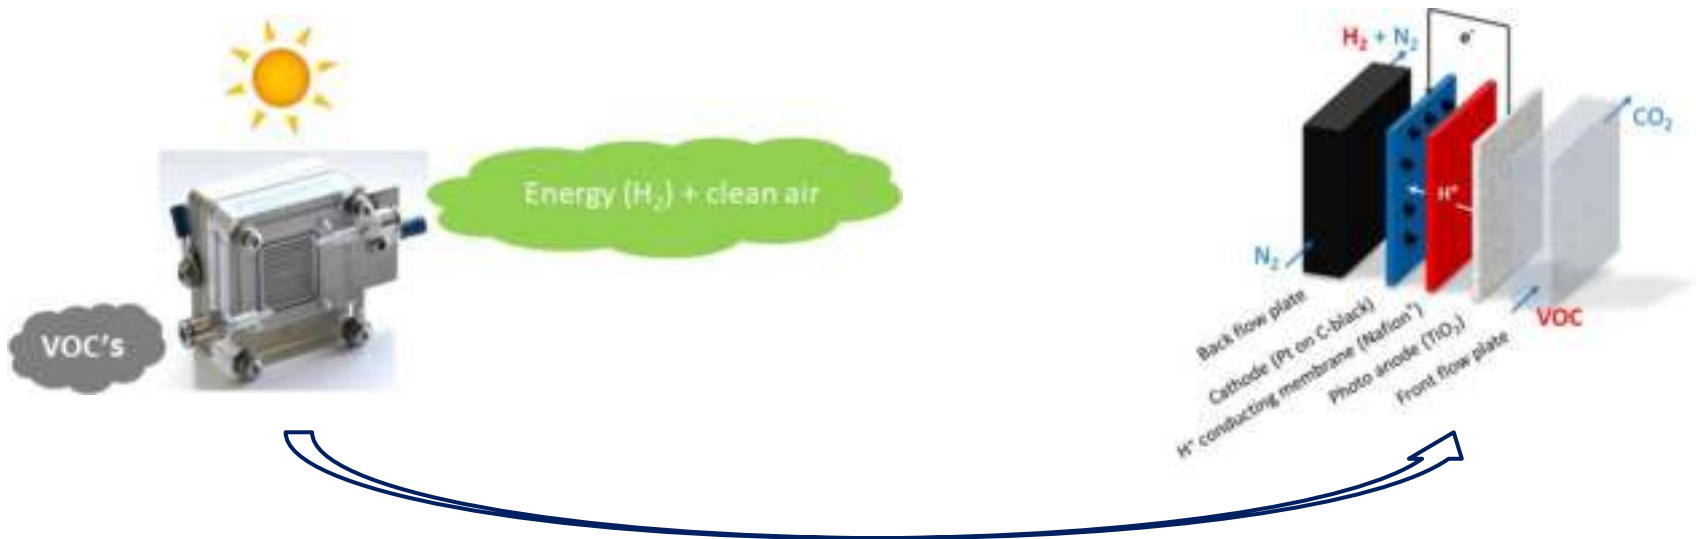 Energy (H₂) + clean air
VOC's
H₂ + N₂
e⁻
CO₂
H⁺
N₂
VOC
Back flow plate
Cathode (Pt on C-black)
H⁺ conducting membrane (Nafion®)
Photo anode (TiO₂)
Front flow plate